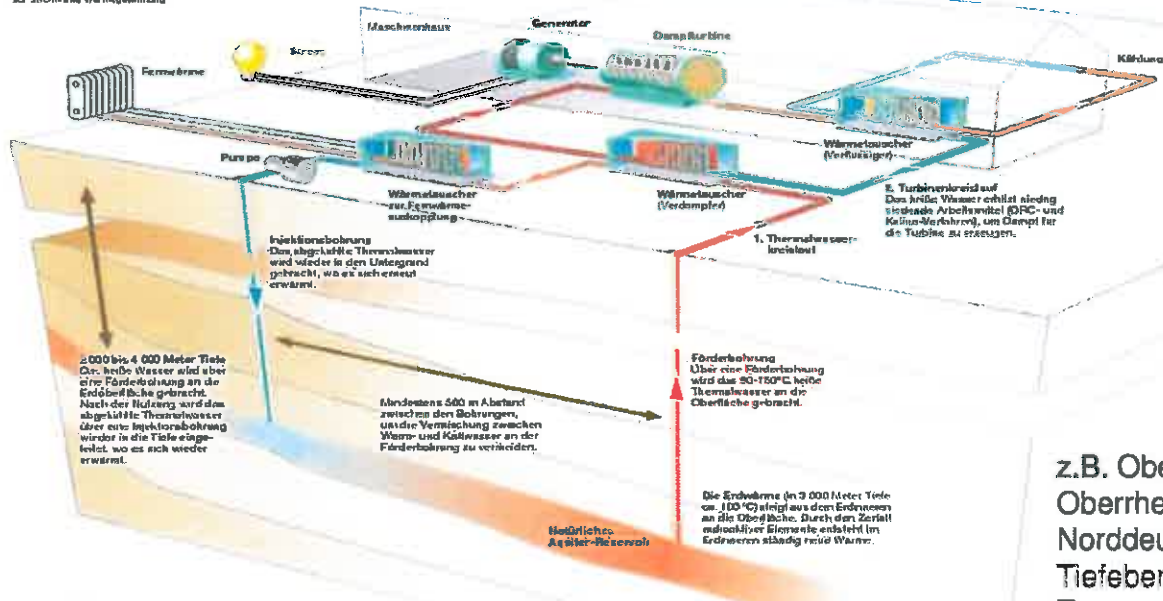 Maschinenhaus
Generator
Dampfturbine
Strom
Fernwärme
Kühlung
Pumpe
Wärmetauscher
zur Fernwärme-
auskopplung
Wärmetauscher
(Verdampfer)
Wärmetauscher
(Verflüssiger)
2. Turbinenkreislauf
Das heiße Wasser erhitzt niedrig
siedende Arbeitsmittel (ORC- und
Kalina-Verfahren), um Dampf für
die Turbine zu erzeugen.
1. Thermalwasser-
kreislauf
Injektionsbohrung
Das abgekühlte Thermalwasser
wird wieder in den Untergrund
gebracht, wo es sich erneut
erwärmt.
2 000 bis 4 000 Meter Tiefe
Das heiße Wasser wird über
eine Förderbohrung an die
Erdoberfläche gebracht.
Nach der Nutzung wird das
abgekühlte Thermalwasser
über eine Injektionsbohrung
wieder in die Tiefe einge-
leitet, wo es sich wieder
erwärmt.
Mindestens 500 m Abstand
zwischen den Bohrungen,
um die Vermischung zwischen
Warm- und Kaltwasser an der
Förderbohrung zu vermeiden.
Förderbohrung
Über eine Förderbohrung
wird das 90-150°C heiße
Thermalwasser an die
Oberfläche gebracht.
Die Erdwärme (in 3 000 Meter Tiefe
ca. 100 °C) steigt aus dem Erdinneren
an die Oberfläche. Durch den Zerfall
radioaktiver Elemente entsteht im
Erdinneren ständig neue Wärme.
Natürliches
Aquifer-Reservoir
z.B. Obe
Oberrhe
Norddeu
Tiefeben